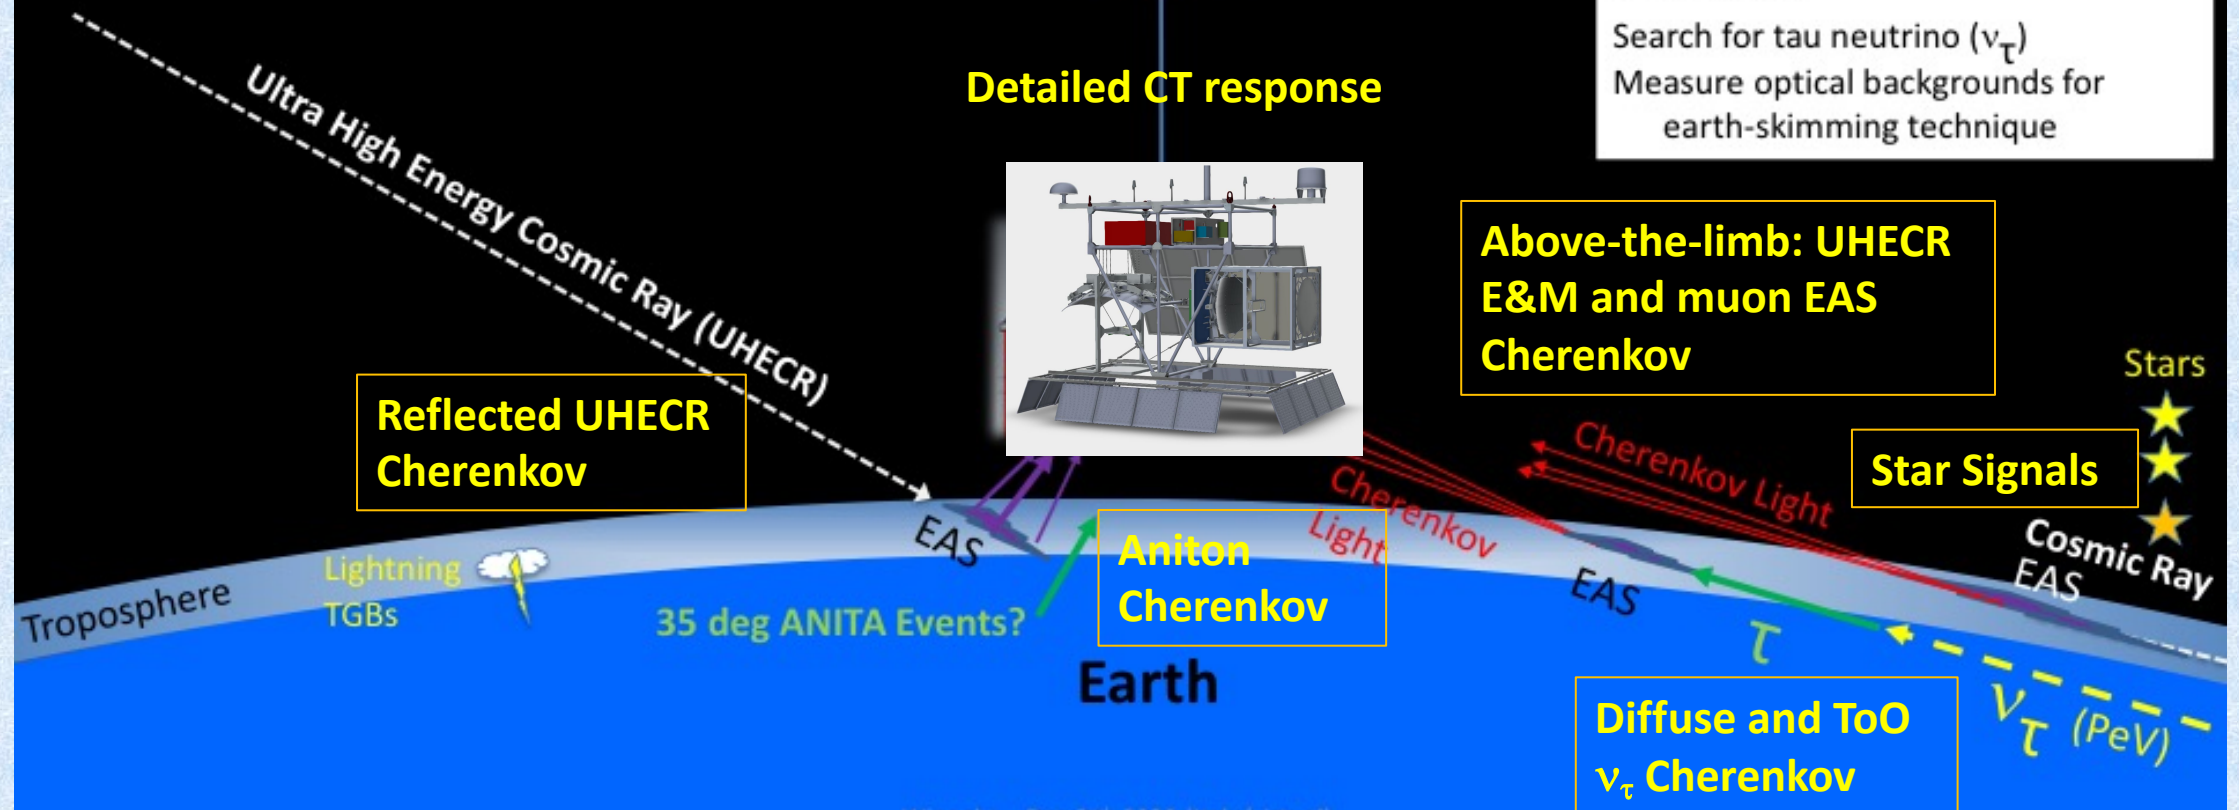 Search for tau neutrino (ντ)
Measure optical backgrounds for
earth-skimming technique
Detailed CT response
Ultra High Energy Cosmic Ray (UHECR)
Above-the-limb: UHECR
E&M and muon EAS
Cherenkov
Stars
Reflected UHECR
Cherenkov
Cherenkov Light
Star Signals
Cherenkov
Light
EAS
Cosmic Ray
EAS
Aniton
Cherenkov
Lightning
TGBs
Troposphere
EAS
35 deg ANITA Events?
τ
Earth
ντ (PeV)
Diffuse and ToO
ντ Cherenkov